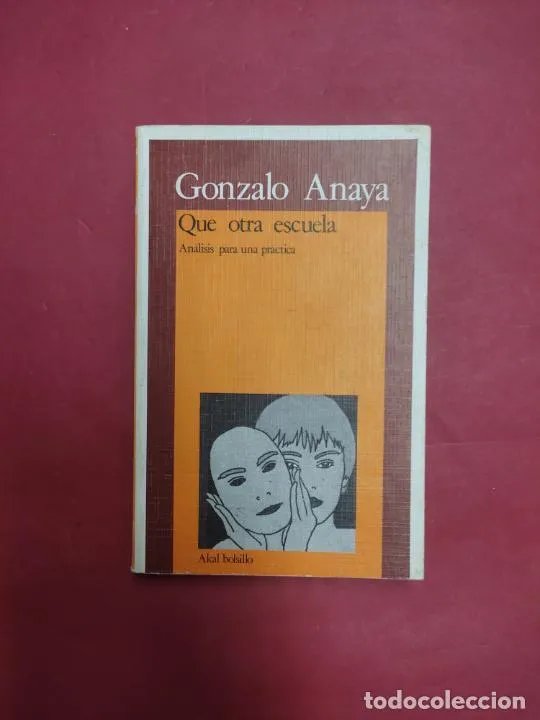 Gonzalo Anaya
Que otra escuela
Análisis para una practica
Akal bolsillo
todocoleccion